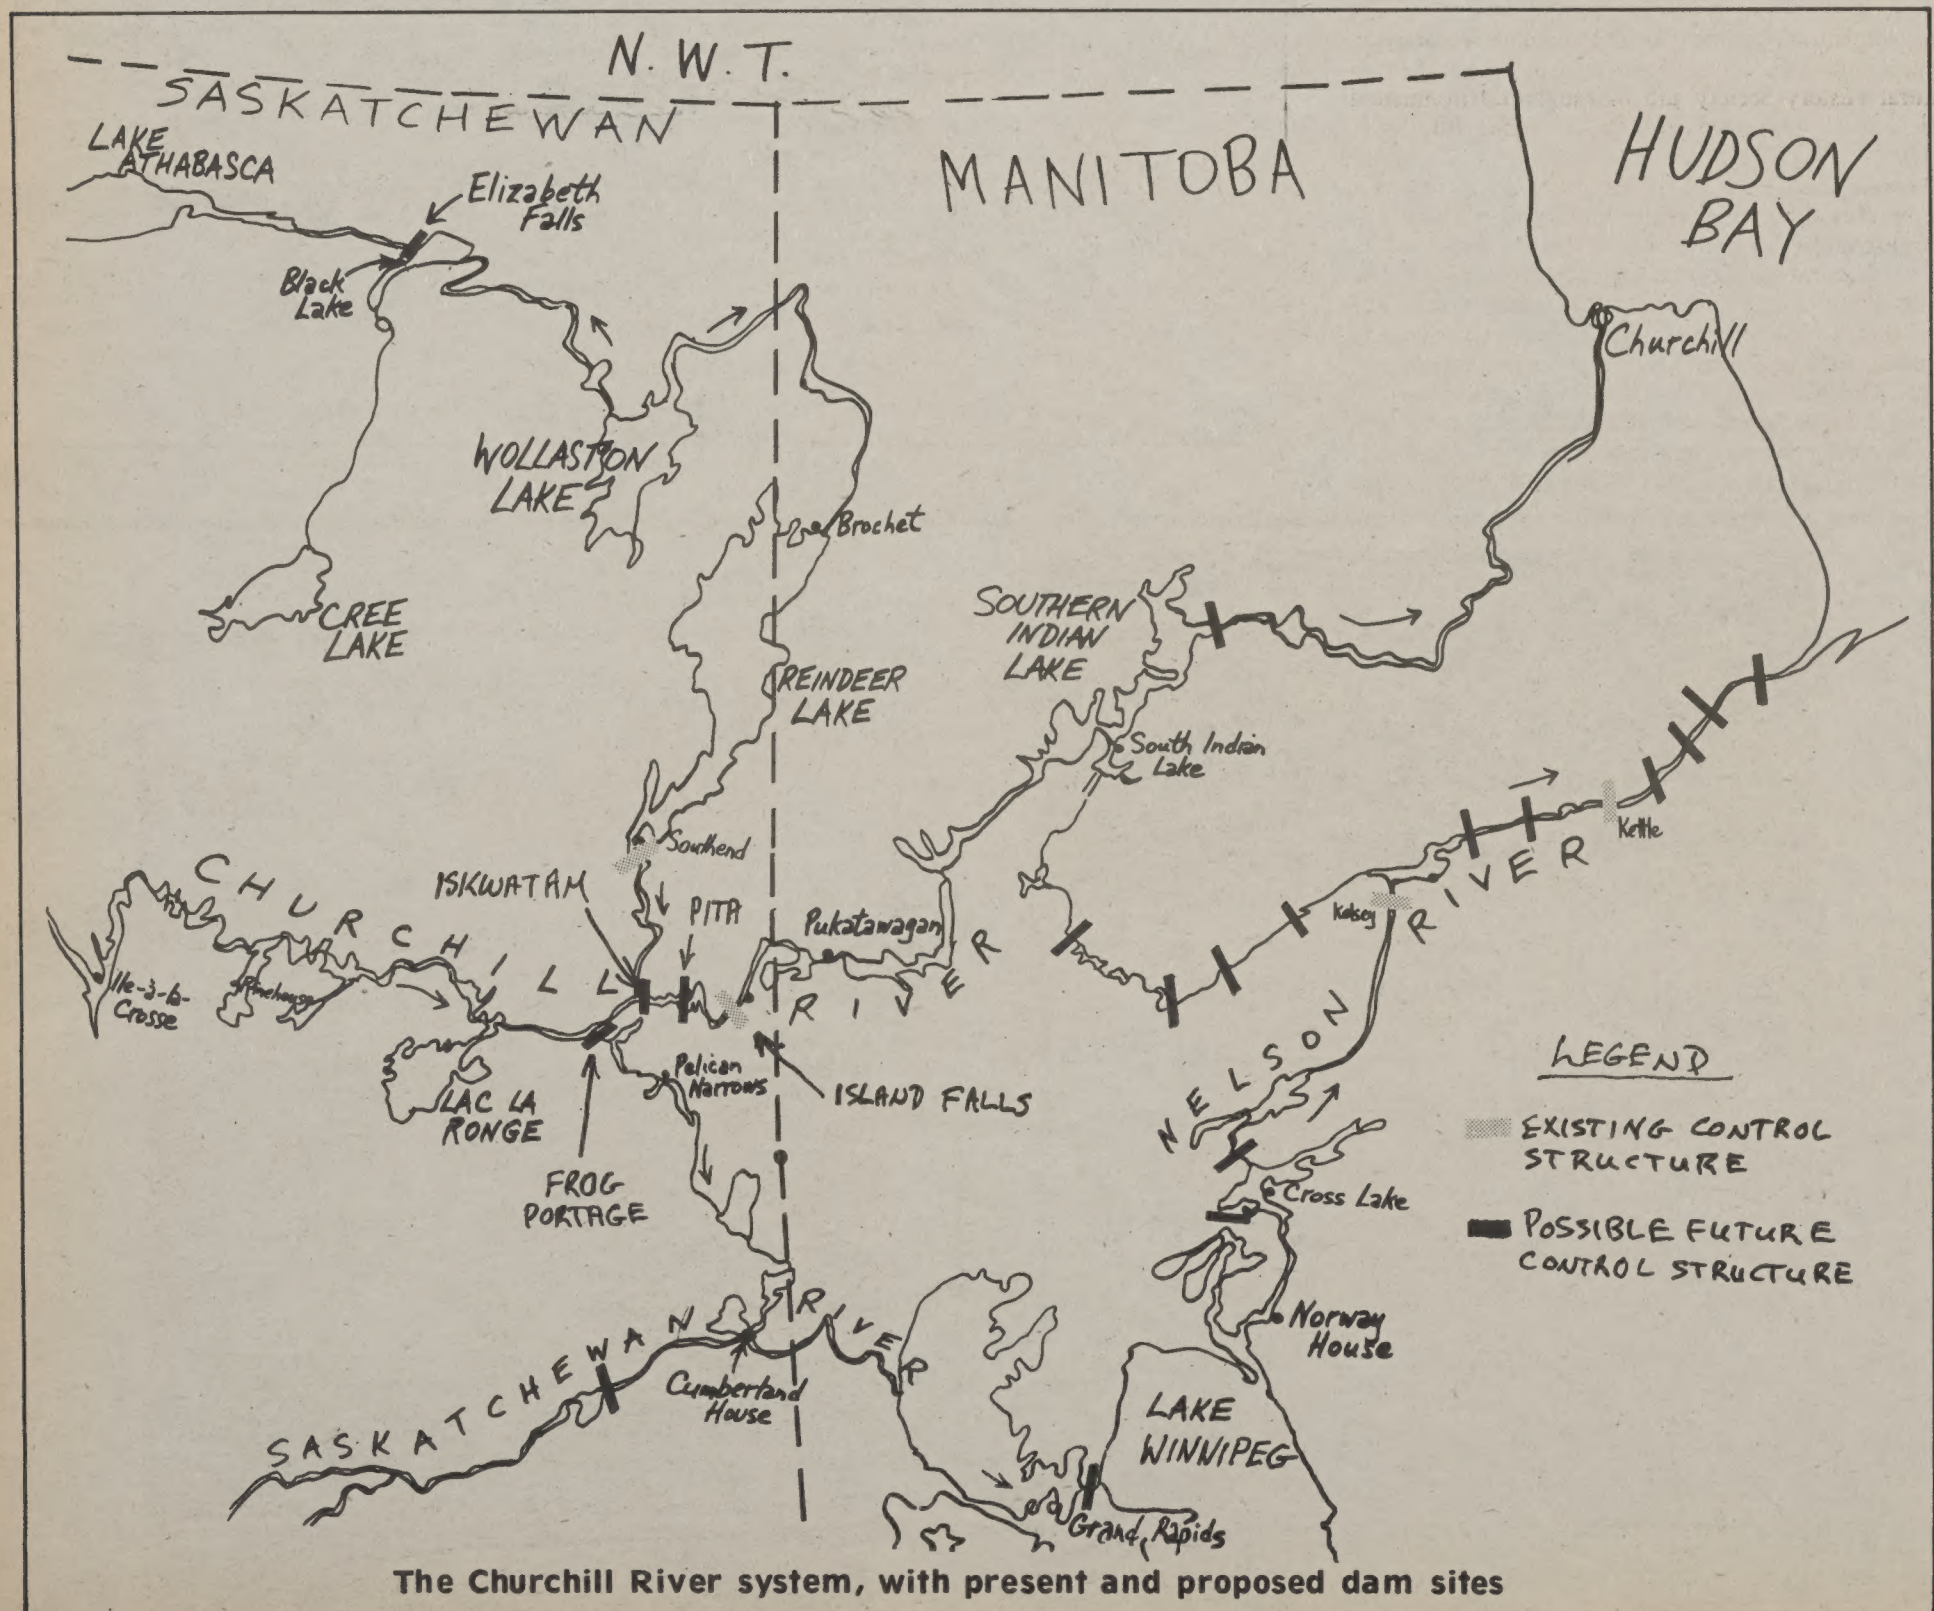 N. W. T.
SASKATCHEWAN
MANITOBA
HUDSON
BAY
LAKE
ATHABASCA
Elizabeth
Falls
Black
Lake
Churchill
WOLLASTON
LAKE
Brochet
CREE
LAKE
SOUTHERN
INDIAN
LAKE
REINDEER
LAKE
South Indian
Lake
Southend
Kettle
ISKWATAM
PITA
Pukatawagan
Kelsey
CHURCHILL RIVER
NELSON RIVER
Ile-à-la-
Crosse
Pinehouse
Pelican
Narrows
ISLAND FALLS
LAC LA
RONGE
FROG
PORTAGE
LEGEND
EXISTING CONTROL
STRUCTURE
POSSIBLE FUTURE
CONTROL STRUCTURE
Cross Lake
Norway
House
SASKATCHEWAN RIVER
Cumberland
House
LAKE
WINNIPEG
Grand Rapids
The Churchill River system, with present and proposed dam sites